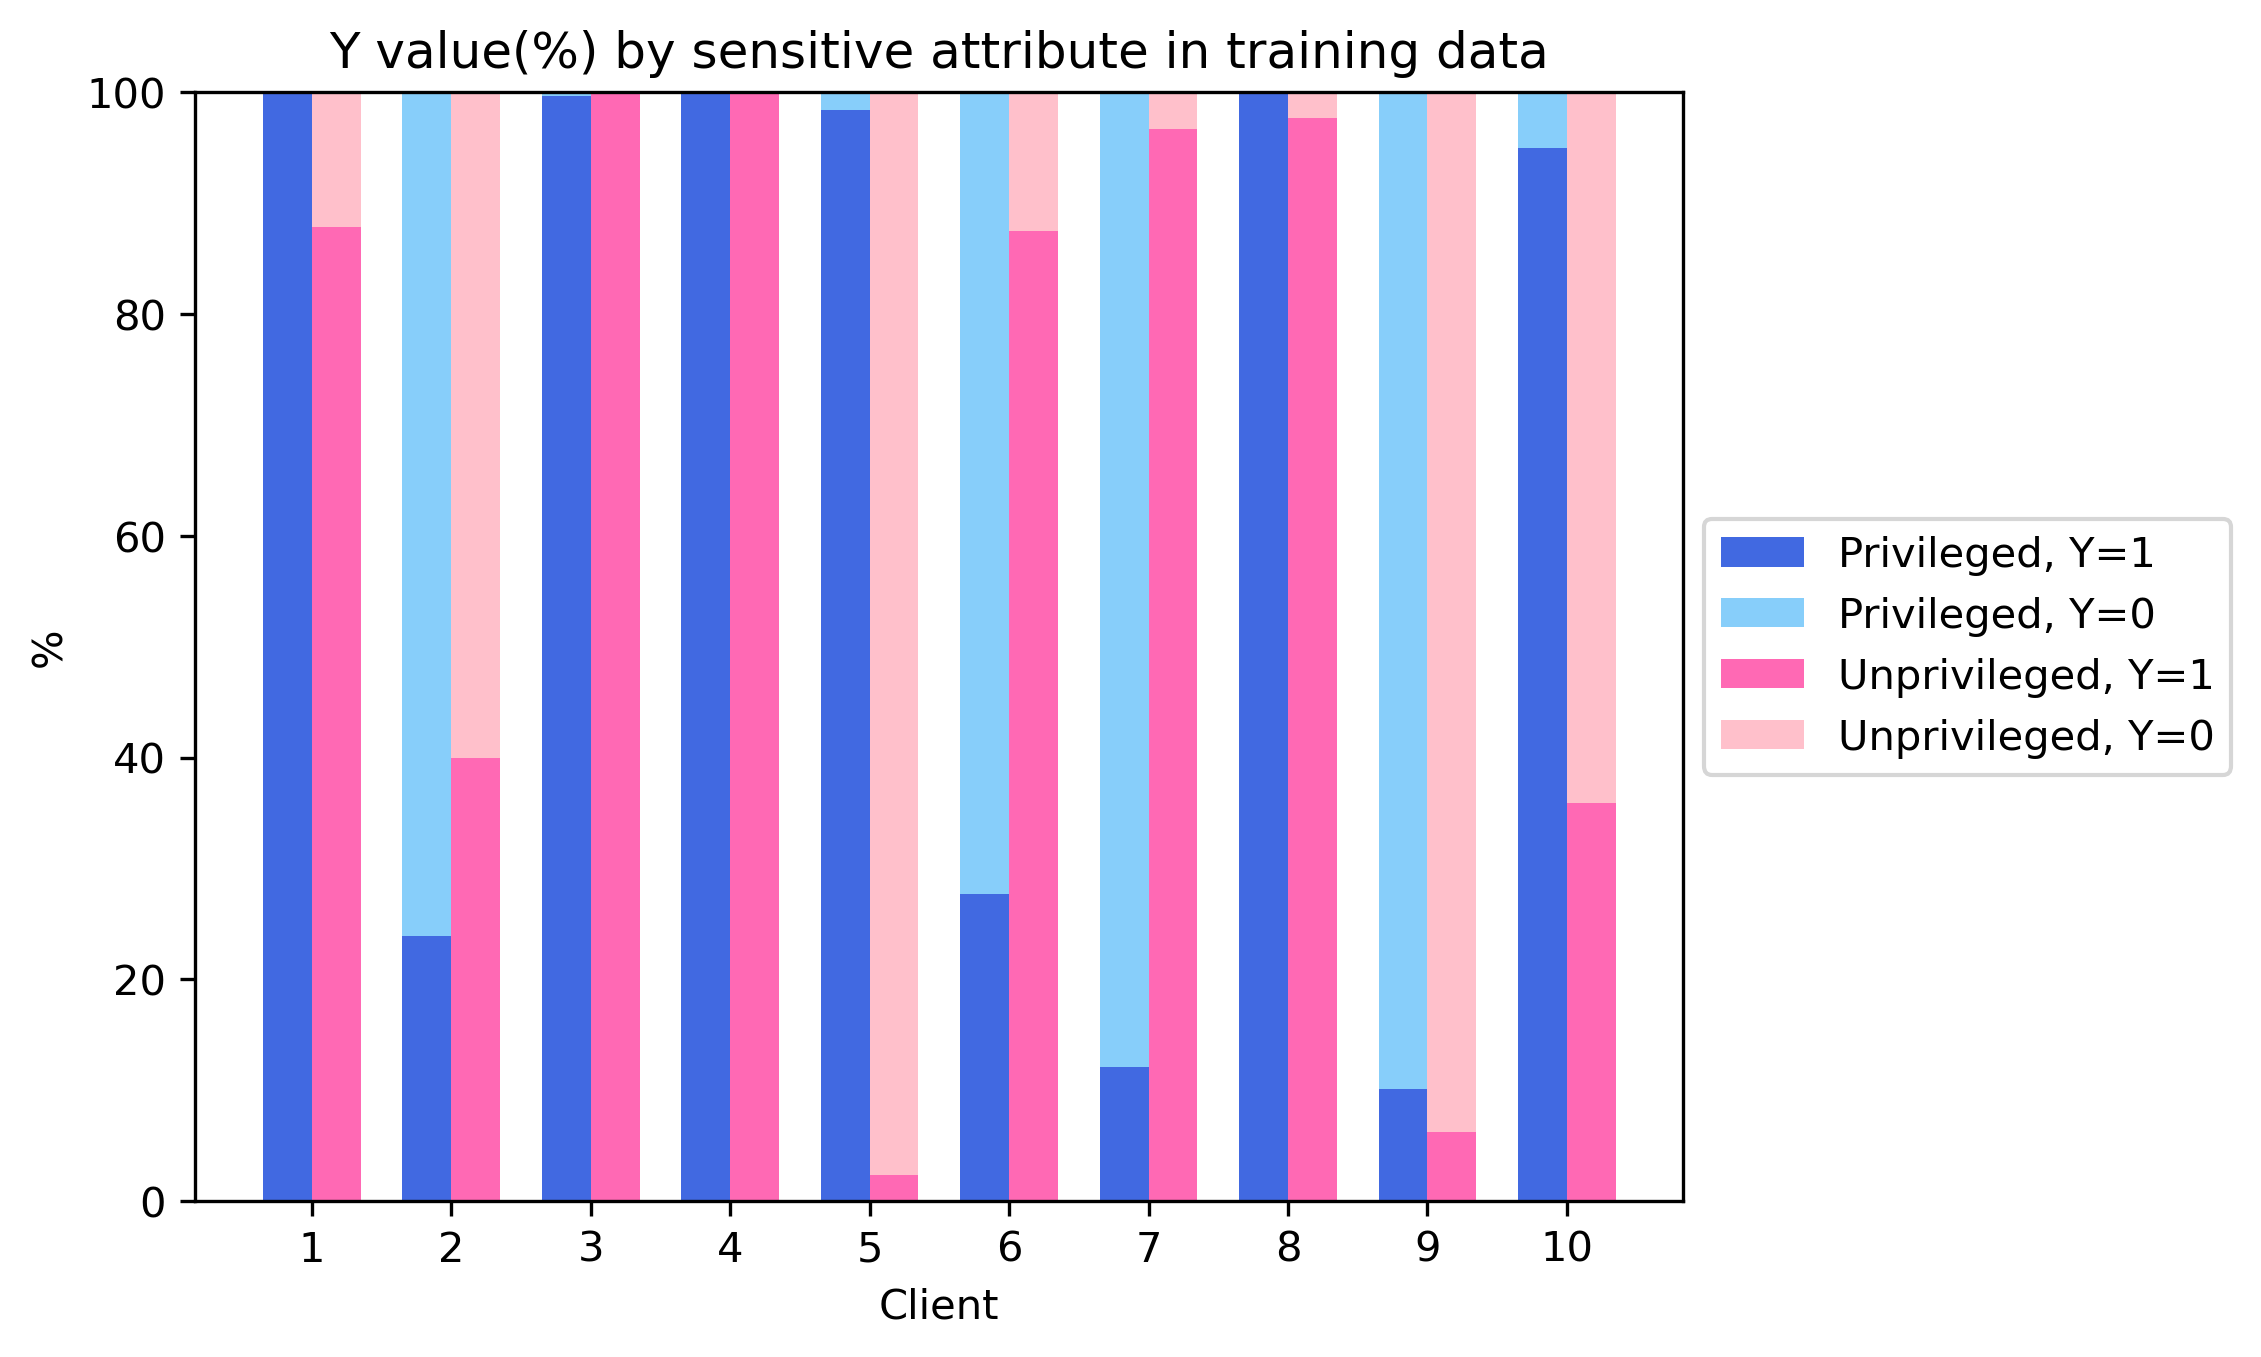 Y value(%) by sensitive attribute in training data
100
80
60
40
20
0
%
1 2 3 4 5 6 7 8 9 10
Client
Privileged, Y=1
Privileged, Y=0
Unprivileged, Y=1
Unprivileged, Y=0